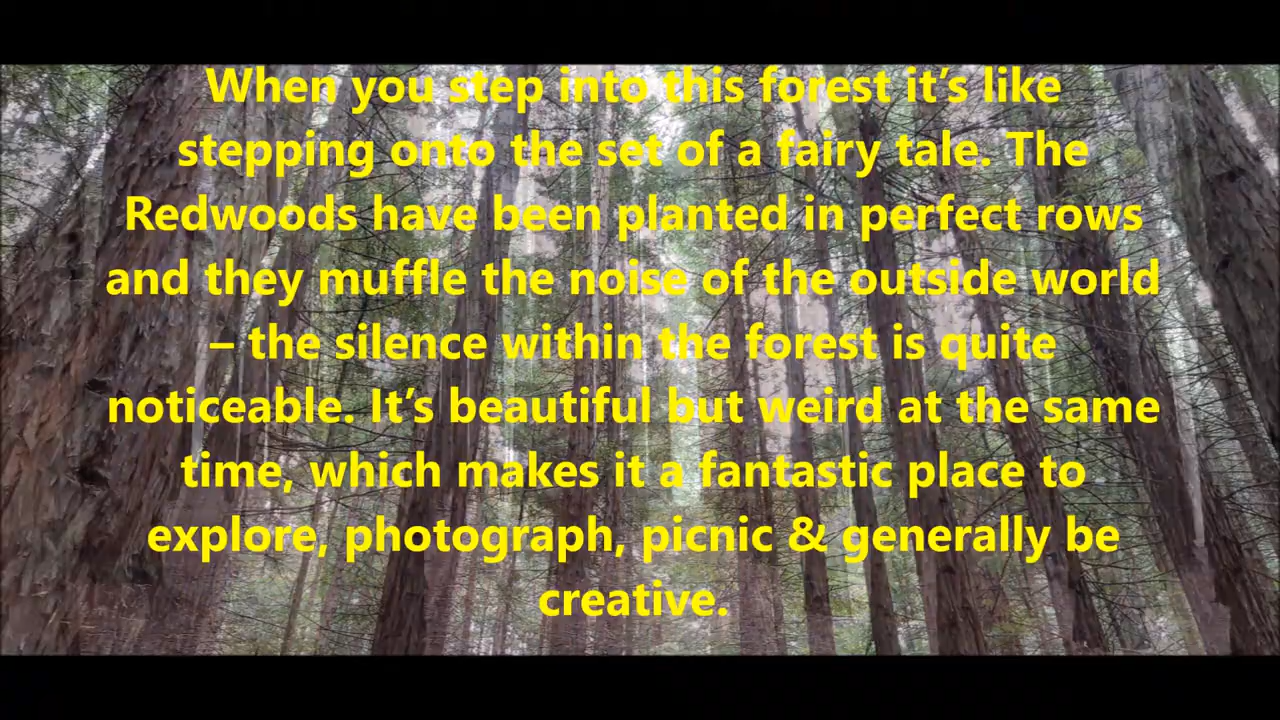 When you step into this forest it’s like
stepping onto the set of a fairy tale. The
Redwoods have been planted in perfect rows
and they muffle the noise of the outside world
– the silence within the forest is quite
noticeable. It’s beautiful but weird at the same
time, which makes it a fantastic place to
explore, photograph, picnic & generally be
creative.